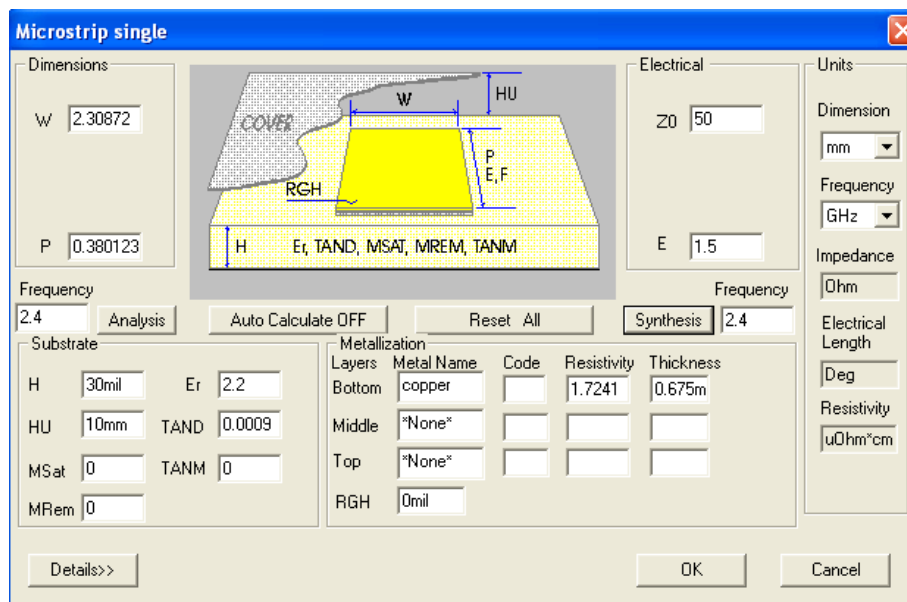 Microstrip single
Dimensions
W 2.30872
P 0.380123
COVER
W
HU
P
E,F
RGH
H Er, TAND, MSAT, MREM, TANM
Electrical
Z0 50
E 1.5
Units
Dimension
mm
Frequency
GHz
Impedance
Ohm
Electrical
Length
Deg
Resistivity
uOhm*cm
Frequency
2.4 Analysis
Auto Calculate OFF
Reset All
Frequency
Synthesis 2.4
Substrate
H 30mil Er 2.2
HU 10mm TAND 0.0009
MSat 0 TANM 0
MRem 0
Metallization
Layers Metal Name Code Resistivity Thickness
Bottom copper 1.7241 0.675m
Middle *None*
Top *None*
RGH 0mil
Details>>
OK
Cancel